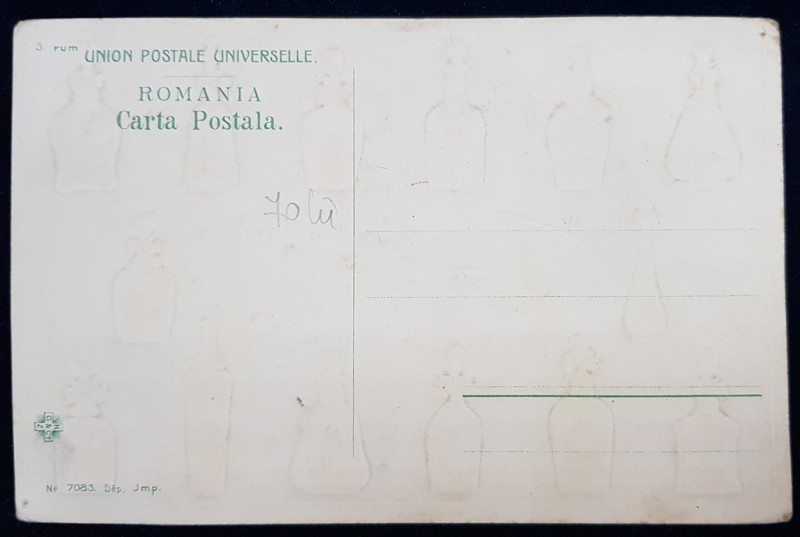 3. rum
UNION POSTALE UNIVERSELLE.
ROMANIA
Carta Postala.
70 lei
No 7083. Dép. Jmp.